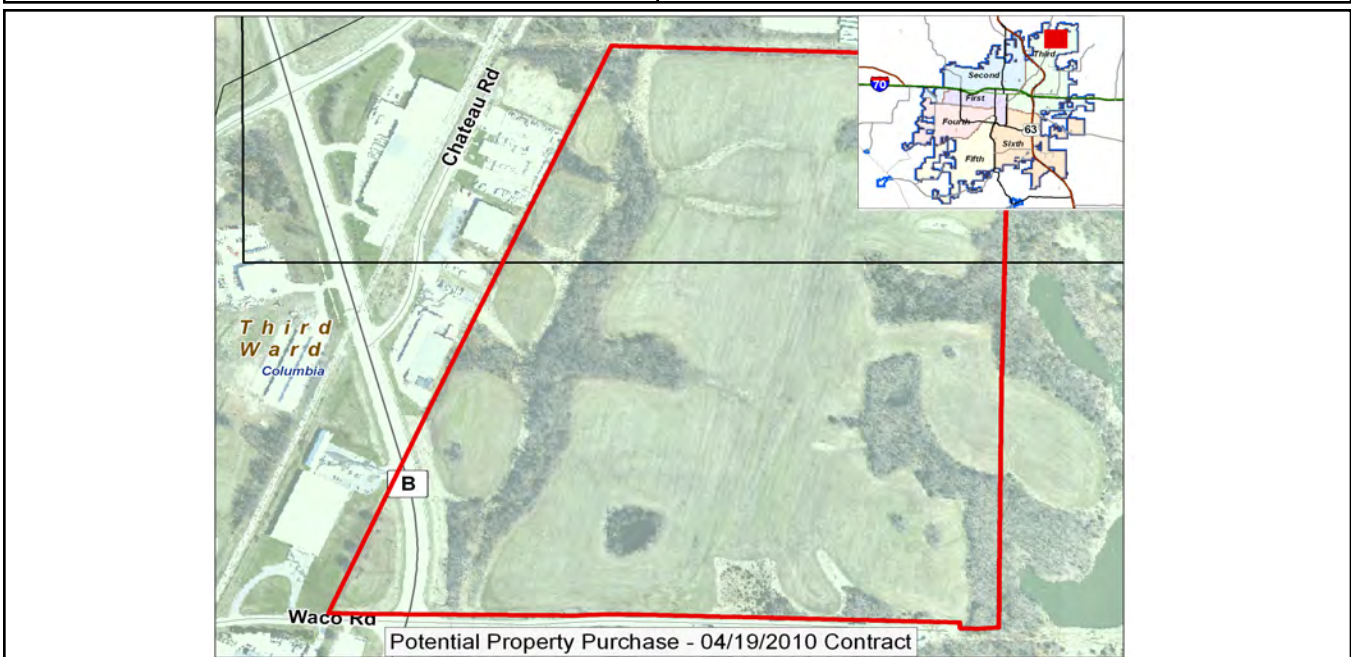 Chateau Rd
Third
Second
70
First
Fourth
63
Sixth
Fifth
Third
Ward
Columbia
B
Waco Rd
Potential Property Purchase - 04/19/2010 Contract